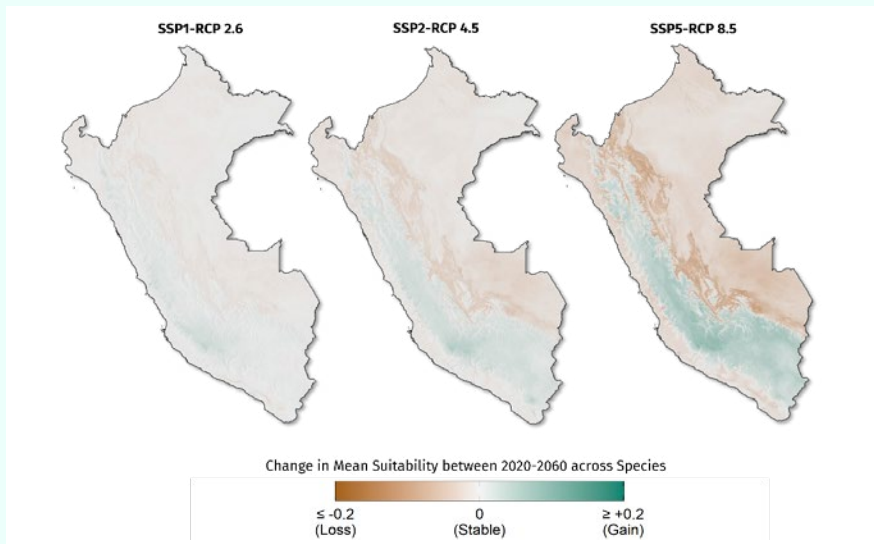 SSP1-RCP 2.6
SSP2-RCP 4.5
SSP5-RCP 8.5
Change in Mean Suitability between 2020-2060 across Species
≤ -0.2
(Loss)
0
(Stable)
≥ +0.2
(Gain)